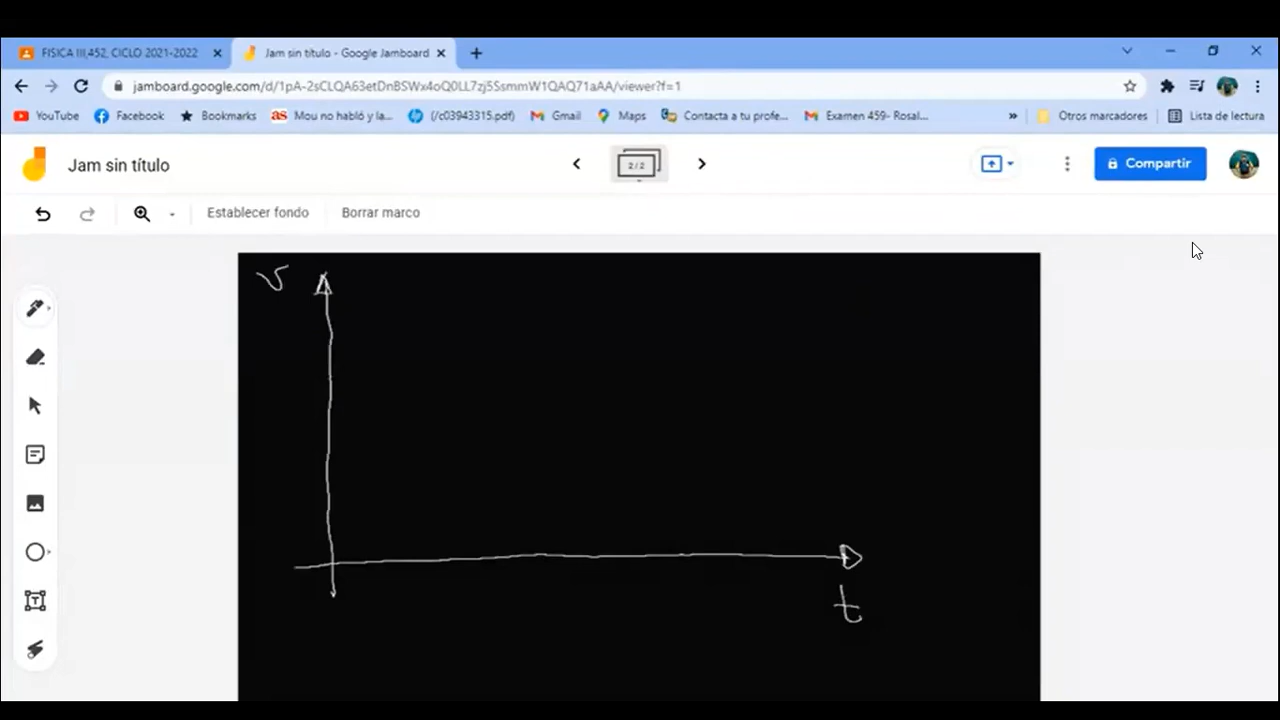 FISICA III,452, CICLO 2021-2022
Jam sin título - Google Jamboard
jamboard.google.com/d/1pA-2sCLQA63etDnBSWx4oQ0LL7zj5SsmmW1QAQ71aAA/viewer?f=1
YouTube Facebook Bookmarks Mou no habló y la... (/c03943315.pdf) Gmail Maps Contacta a tu profe... Examen 459- Rosal... » Otros marcadores Lista de lectura
Jam sin título
2/2
Compartir
Establecer fondo Borrar marco
v
t